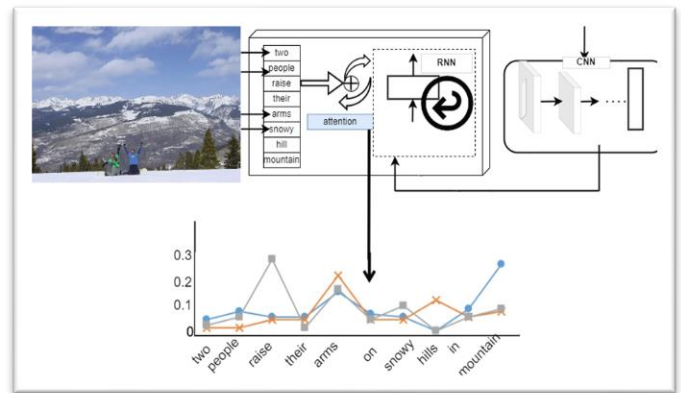 two
people
raise
their
arms
snowy
hill
mountain
attention
RNN
CNN
0.3
0.2
0.1
0
two
people
raise
their
arms
on
snowy
hills
in
mountain